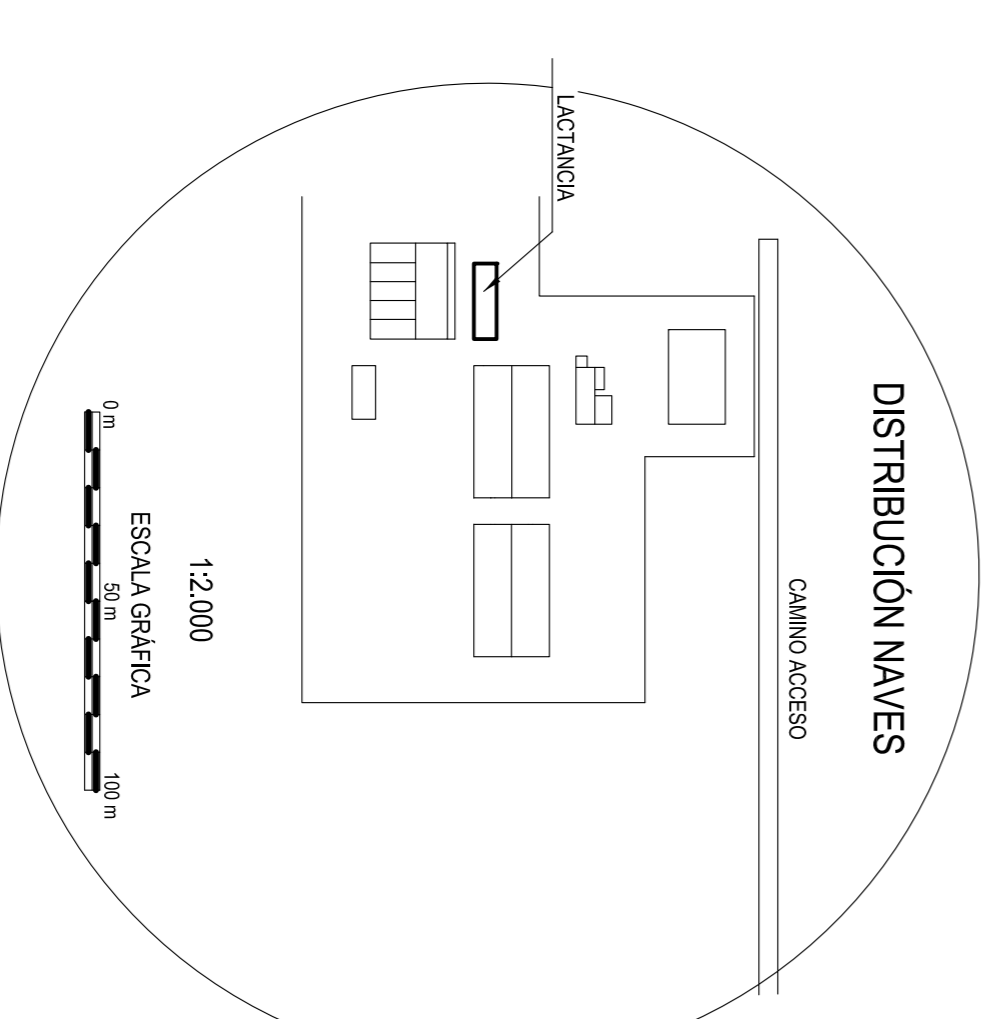 DISTRIBUCIÓN NAVES
CAMINO ACCESO
LACTANCIA
1:2.000
ESCALA GRÁFICA
0 m 50 m 100 m